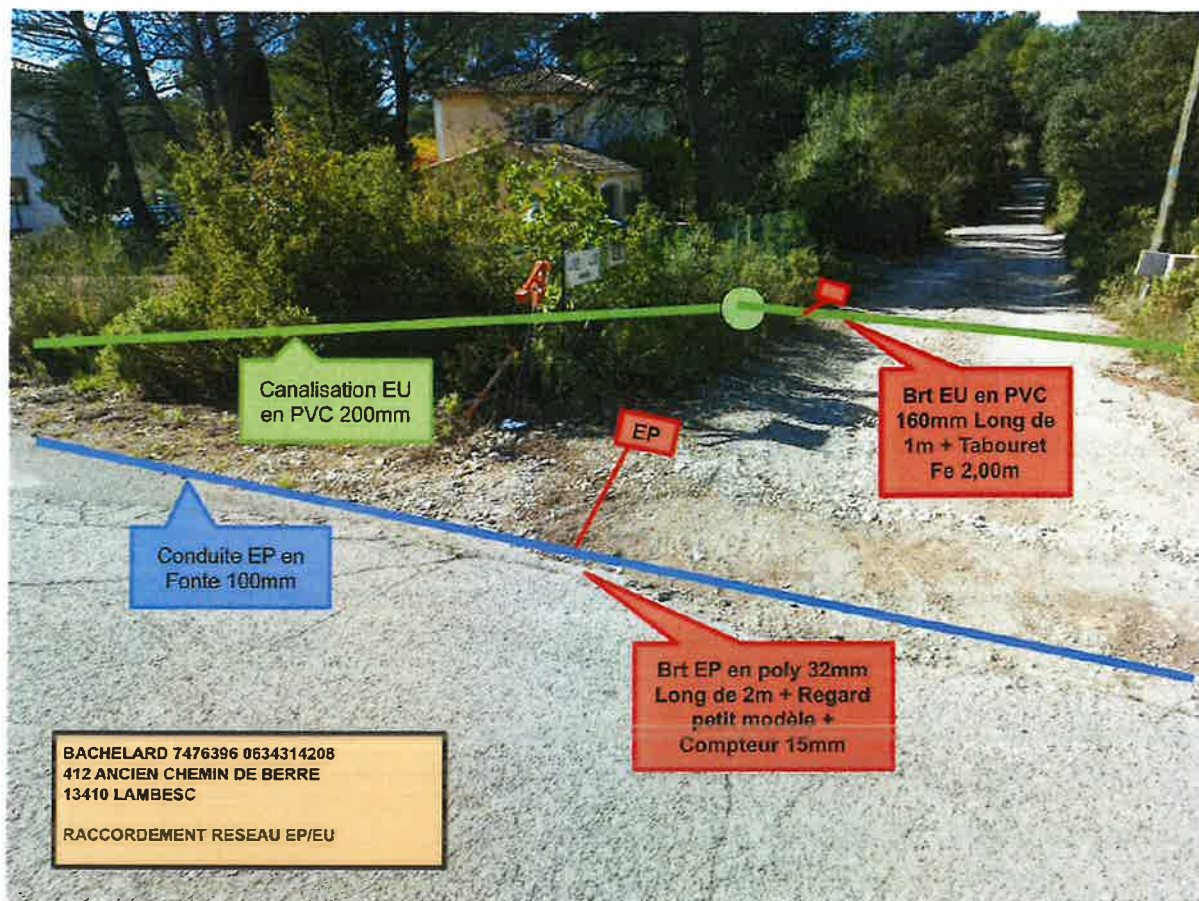 Canalisation EU
en PVC 200mm
Brt EU en PVC
160mm Long de
1m + Tabouret
Fe 2,00m
EP
Conduite EP en
Fonte 100mm
Brt EP en poly 32mm
Long de 2m + Regard
petit modèle +
Compteur 15mm
BACHELARD 7476396 0634314208
412 ANCIEN CHEMIN DE BERRE
13410 LAMBESC
RACCORDEMENT RESEAU EP/EU